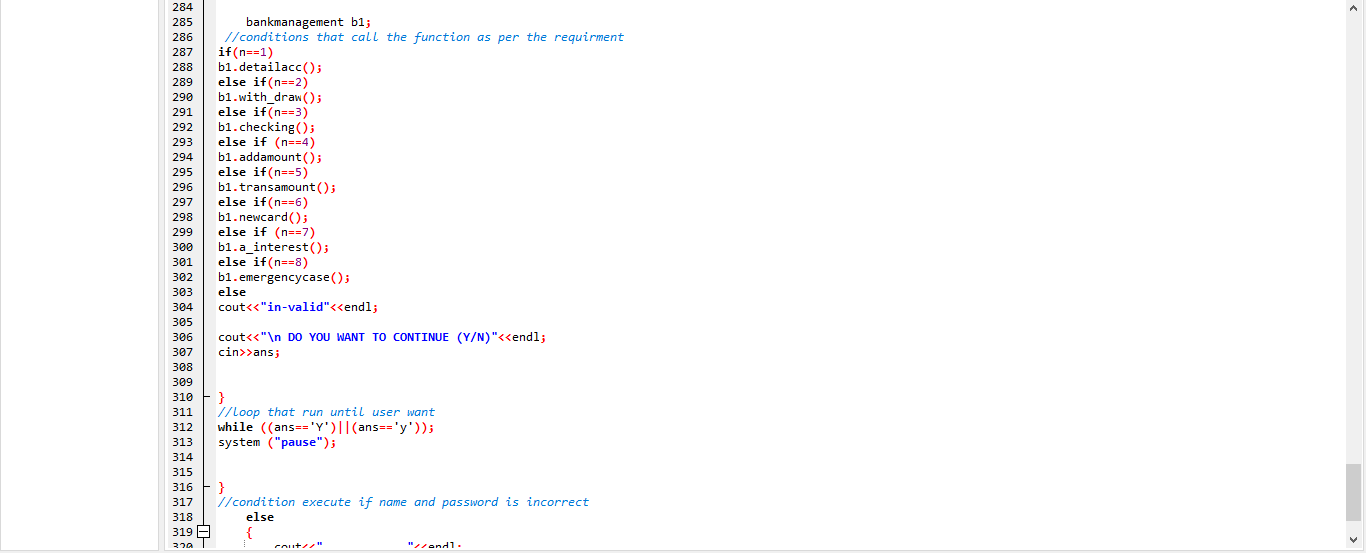 284
285 bankmanagement b1;
286 //conditions that call the function as per the requirment
287 if(n==1)
288 b1.detailacc();
289 else if(n==2)
290 b1.with_draw();
291 else if(n==3)
292 b1.checking();
293 else if (n==4)
294 b1.addamount();
295 else if(n==5)
296 b1.transamount();
297 else if(n==6)
298 b1.newcard();
299 else if (n==7)
300 b1.a_interest();
301 else if(n==8)
302 b1.emergencycase();
303 else
304 cout<<"in-valid"<<endl;
305
306 cout<<"\n DO YOU WANT TO CONTINUE (Y/N)"<<endl;
307 cin>>ans;
308
309
310 }
311 //loop that run until user want
312 while ((ans=='Y')||(ans=='y'));
313 system ("pause");
314
315
316 }
317 //condition execute if name and password is incorrect
318 else
319 {
320 cout<<" "<<endl;